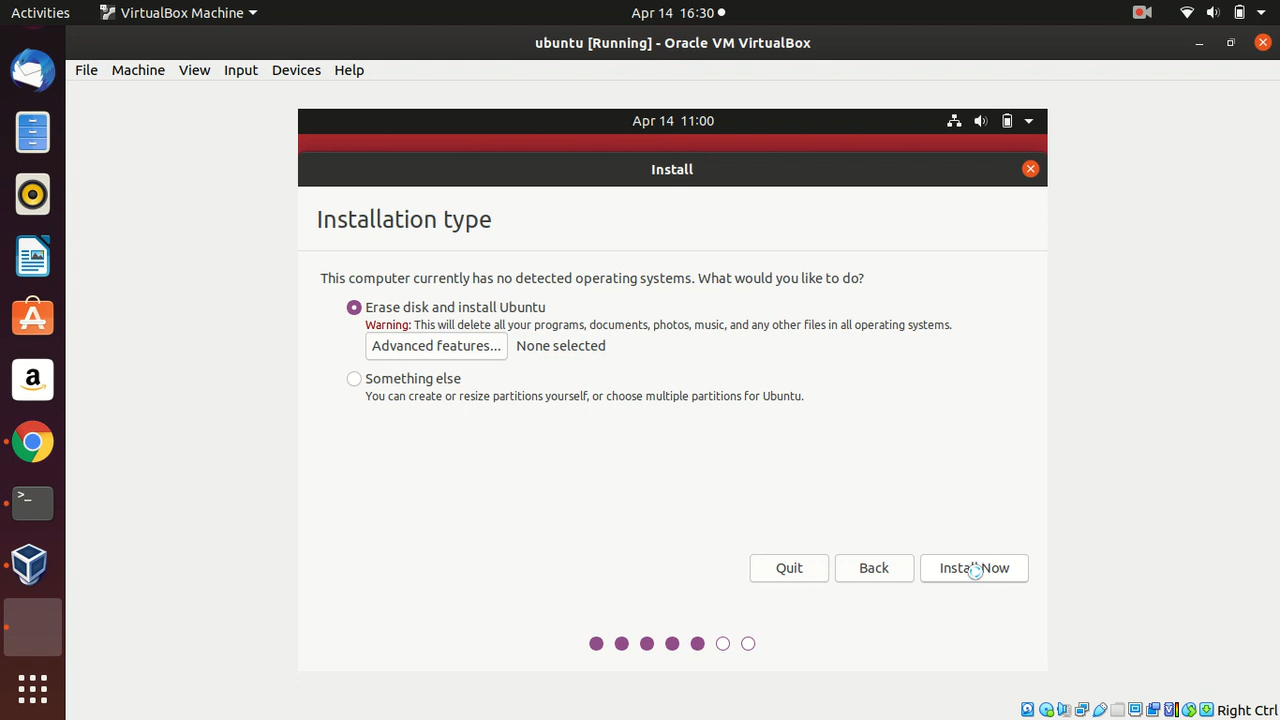 Activities VirtualBox Machine Apr 14 16:30
ubuntu [Running] - Oracle VM VirtualBox
File Machine View Input Devices Help
Apr 14 11:00
Install
Installation type
This computer currently has no detected operating systems. What would you like to do?
Erase disk and install Ubuntu
Warning: This will delete all your programs, documents, photos, music, and any other files in all operating systems.
Advanced features... None selected
Something else
You can create or resize partitions yourself, or choose multiple partitions for Ubuntu.
Quit Back Install Now
Right Ctrl